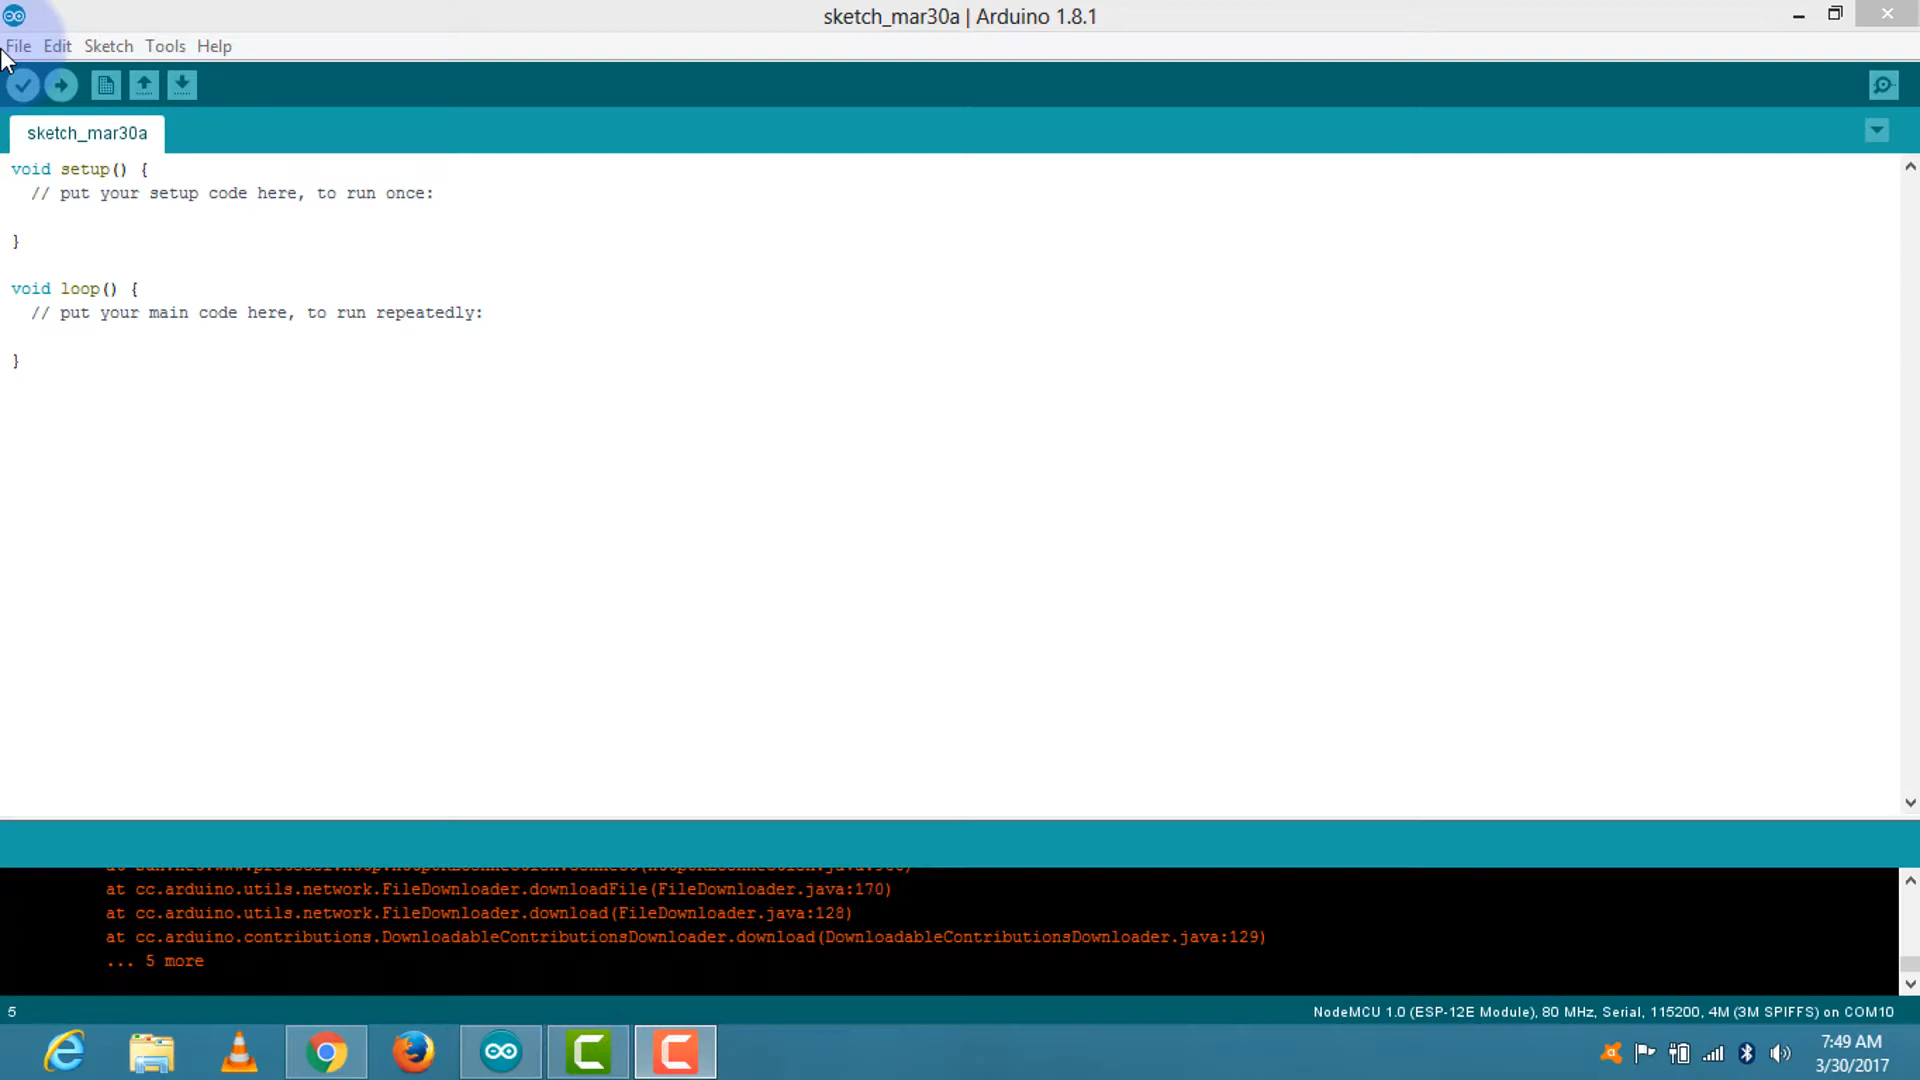 sketch_mar30a | Arduino 1.8.1
File Edit Sketch Tools Help
sketch_mar30a
void setup() {
// put your setup code here, to run once:
}
void loop() {
// put your main code here, to run repeatedly:
}
at cc.arduino.utils.network.FileDownloader.downloadFile(FileDownloader.java:170)
at cc.arduino.utils.network.FileDownloader.download(FileDownloader.java:128)
at cc.arduino.contributions.DownloadableContributionsDownloader.download(DownloadableContributionsDownloader.java:129)
... 5 more
5
NodeMCU 1.0 (ESP-12E Module), 80 MHz, Serial, 115200, 4M (3M SPIFFS) on COM10
7:49 AM
3/30/2017